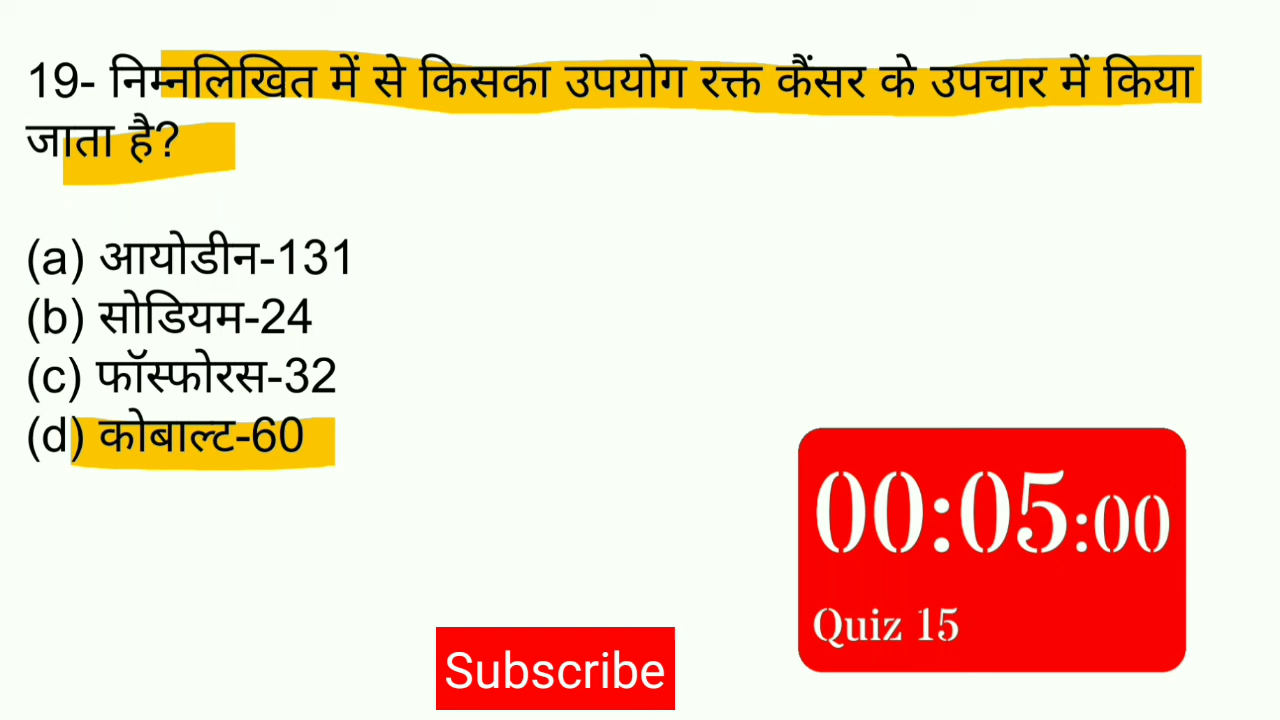 19- निम्नलिखित में से किसका उपयोग रक्त कैंसर के उपचार में किया
जाता है?
(a) आयोडीन-131
(b) सोडियम-24
(c) फॉस्फोरस-32
(d) कोबाल्ट-60
00:05:00
Quiz 15
Subscribe